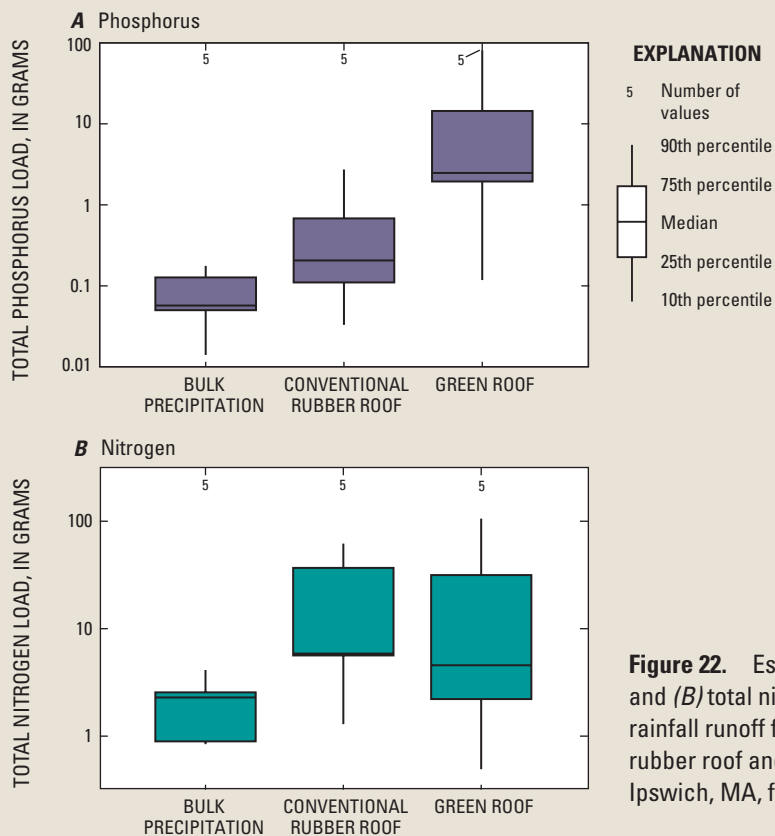 A Phosphorus
TOTAL PHOSPHORUS LOAD, IN GRAMS
100
10
1
0.1
0.01
5
5
5
BULK PRECIPITATION
CONVENTIONAL RUBBER ROOF
GREEN ROOF
EXPLANATION
5 Number of
values
90th percentile
75th percentile
Median
25th percentile
10th percentile
B Nitrogen
TOTAL NITROGEN LOAD, IN GRAMS
100
10
1
5
5
5
BULK PRECIPITATION
CONVENTIONAL RUBBER ROOF
GREEN ROOF
Figure 22.
and (B) total
rainfall runoff
rubber roof
Ipswich, MA,